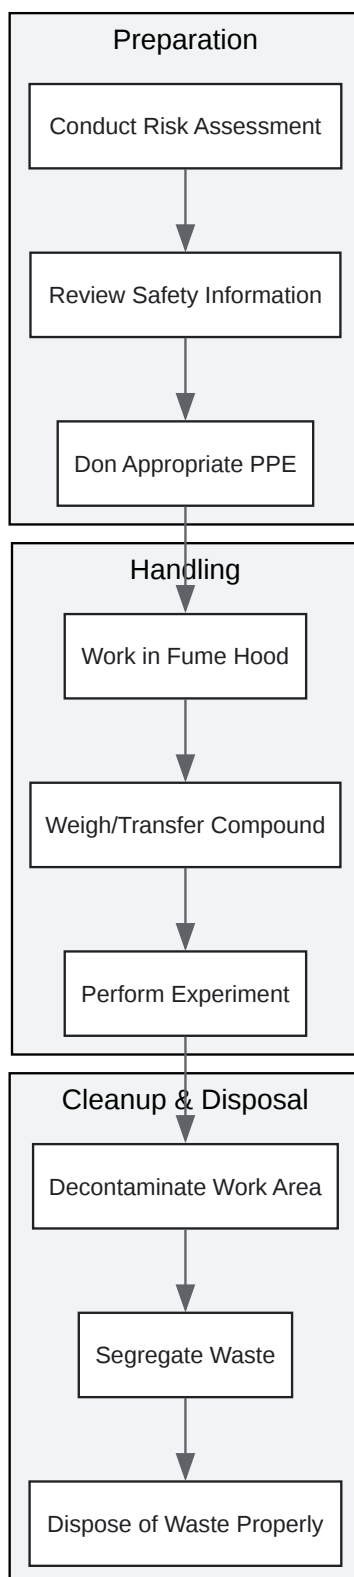 Preparation
Conduct Risk Assessment
Review Safety Information
Don Appropriate PPE
Handling
Work in Fume Hood
Weigh/Transfer Compound
Perform Experiment
Cleanup & Disposal
Decontaminate Work Area
Segregate Waste
Dispose of Waste Properly